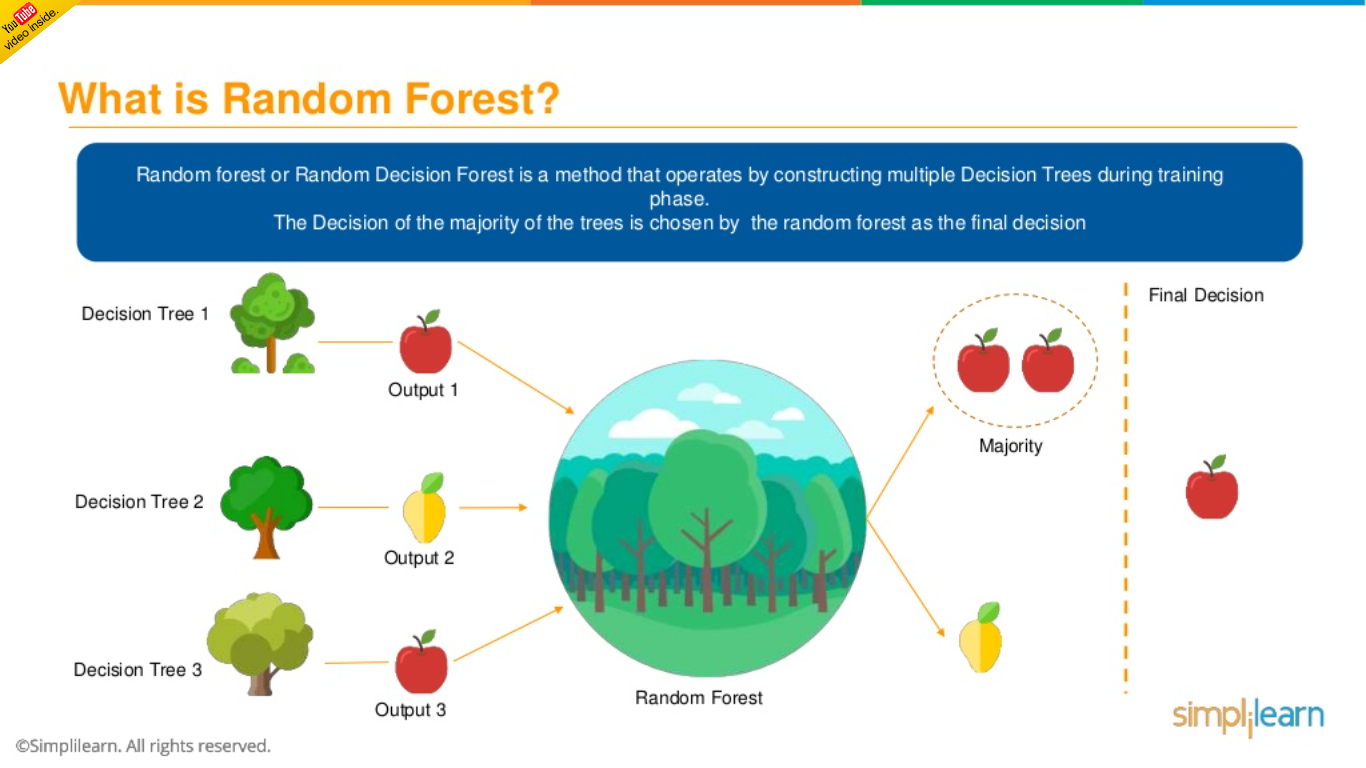 YouTube
video inside.
What is Random Forest?
Random forest or Random Decision Forest is a method that operates by constructing multiple Decision Trees during training
phase.
The Decision of the majority of the trees is chosen by  the random forest as the final decision
Decision Tree 1
Output 1
Decision Tree 2
Output 2
Decision Tree 3
Output 3
Random Forest
Majority
Final Decision
simplilearn
©Simplilearn. All rights reserved.